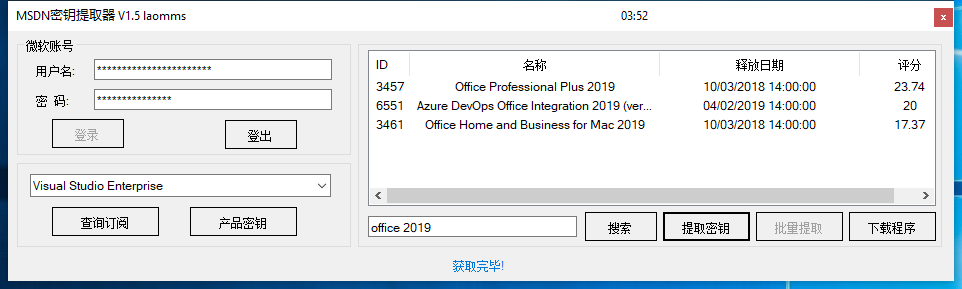 MSDN密钥提取器 V1.5 laomms 03:52 x
微软账号
用户名: ***********************
密 码: ***************
登录 登出
Visual Studio Enterprise
查询订阅 产品密钥
ID 名称 释放日期 评分
3457 Office Professional Plus 2019 10/03/2018 14:00:00 23.74
6551 Azure DevOps Office Integration 2019 (ver... 04/02/2019 14:00:00 20
3461 Office Home and Business for Mac 2019 10/03/2018 14:00:00 17.37
office 2019 搜索 提取密钥 批里提取 下载程序
获取完毕!